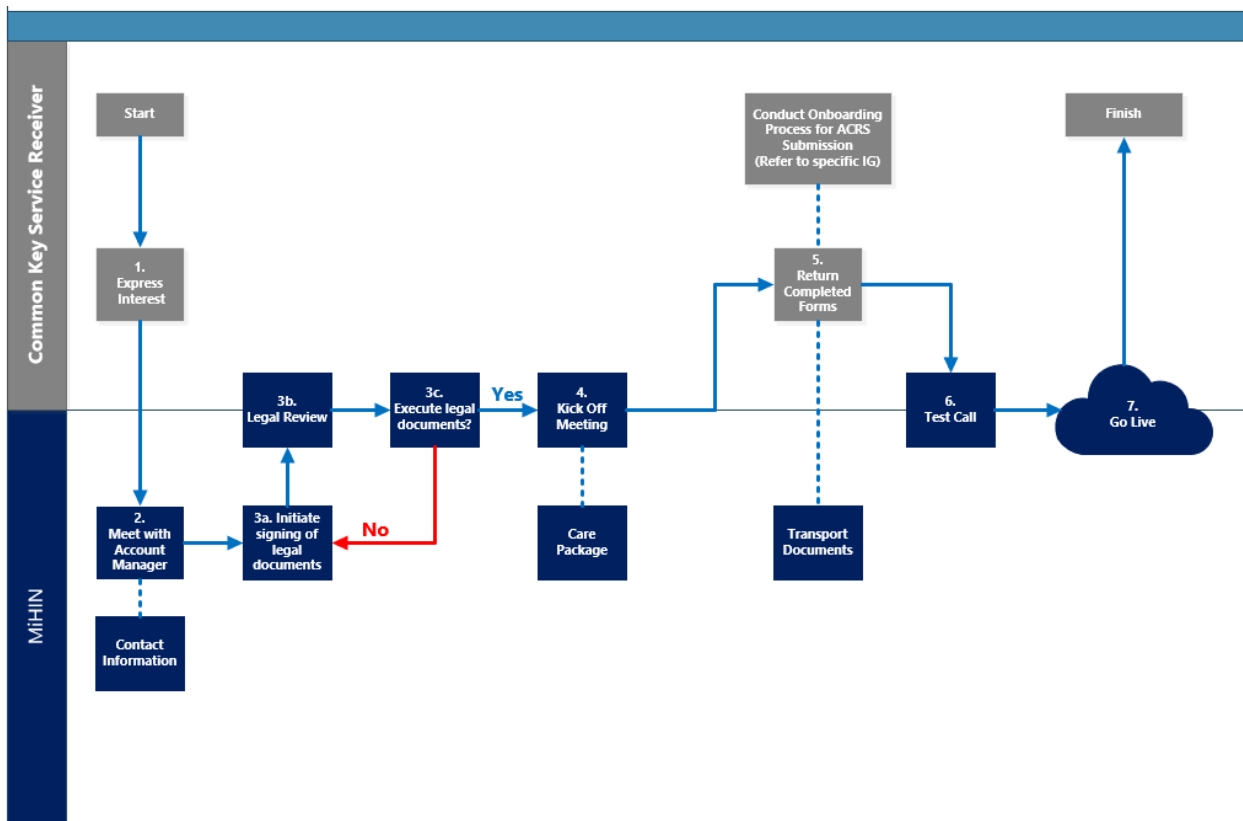 Common Key Service Receiver
MiHIN
Start
1.
Express
Interest
2.
Meet with
Account
Manager
Contact
Information
3a. Initiate
signing of
legal
documents
3b.
Legal Review
3c.
Execute legal
documents?
Yes
No
4.
Kick Off
Meeting
Care
Package
Conduct Onboarding
Process for ACRS
Submission
(Refer to specific IG)
5.
Return
Completed
Forms
Transport
Documents
6.
Test Call
7.
Go Live
Finish